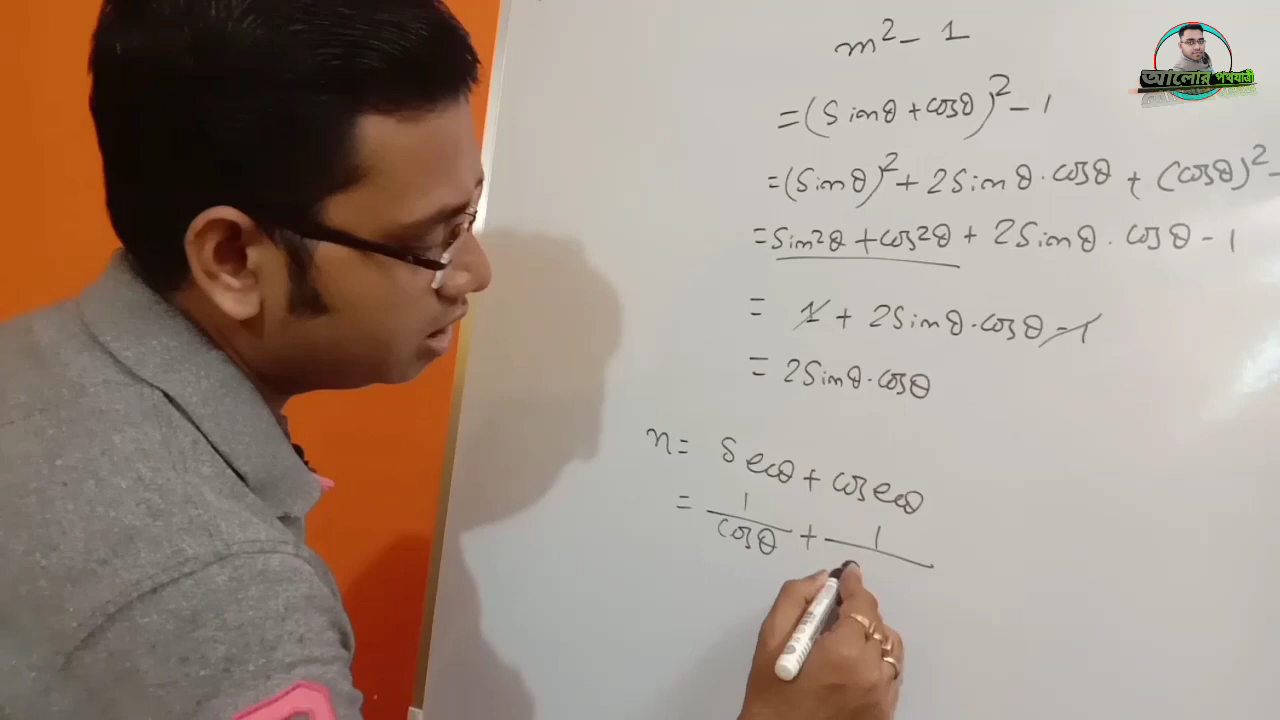 m² - 1
= (Sinθ + cosθ)² - 1
= (Sinθ)² + 2Sinθ·cosθ + (cosθ)² -
= Sin2θ + cos2θ + 2Sinθ·cosθ - 1
= 1 + 2Sinθ·cosθ - 1
= 2Sinθ·cosθ
n = Secθ + cosecθ
= 1/cosθ + 1/
আলোর পথযাত্রী